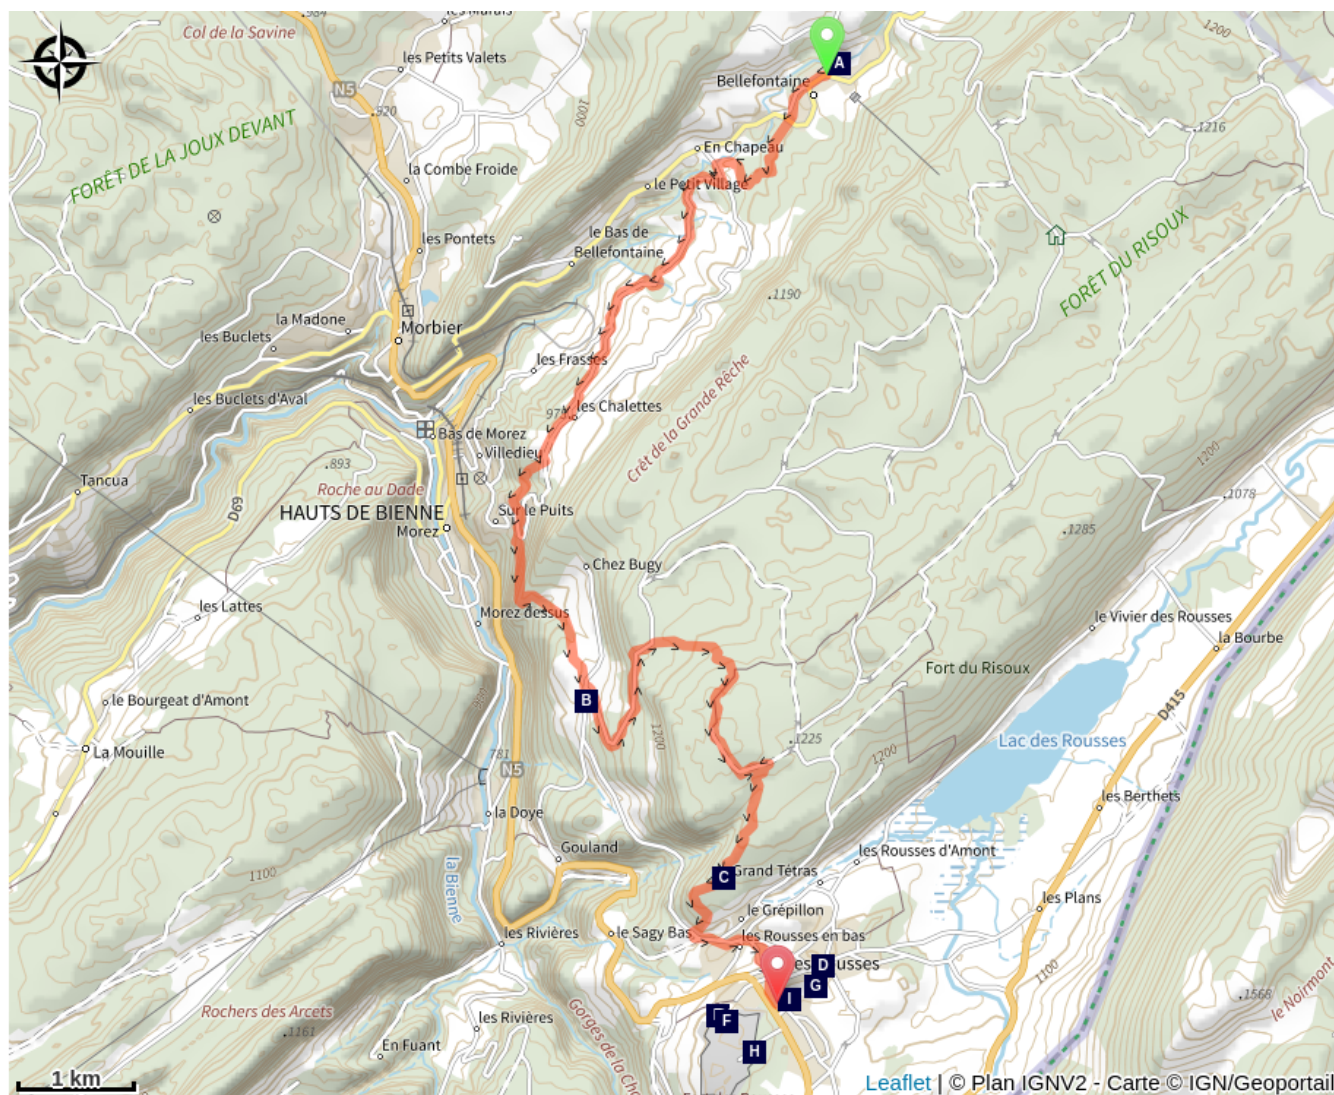 .984
les Marais
Col de la Savine
les Petits Valets
1200
A
Bellefontaine
N5
.920
1000
.1216
FORÊT DE LA JOUX DEVANT
En Chapeau
la Combe Froide
le Petit Village
les Pontets
le Bas de
Bellefontaine
FORÊT DU RISOUX
.1190
la Madone
Morbier
les Buclets
les Frasses
Crêt de la Grande Rêche
les Buclets d'Aval
les Chalettes
Bas de Morez
Villedieu
.893
1200
Tancua
Roche au Dade
.1078
D69
HAUTS DE BIENNE
Sur le Puits
Morez
.1285
Chez Bugy
les Lattes
Morez dessus
le Vivier des Rousses
la Bourbe
Fort du Risoux
B
le Bourgeat d'Amont
D415
1200
.1225
Lac des Rousses
La Mouille
781
1200
N5
les Berthets
la Doye
Gouland
les Rousses d'Amont
1100
la Bienne
C
Grand Tétras
les Plans
le Grépillon
les Rivières
le Sagy Bas
les Rousses en bas
D
1100
G
I
.1568
le Noirmont
Rochers des Arcets
les Rivières
F
.1161
En Fuant
H
1 km
Leaflet | © Plan IGNV2 - Carte © IGN/Geoportail